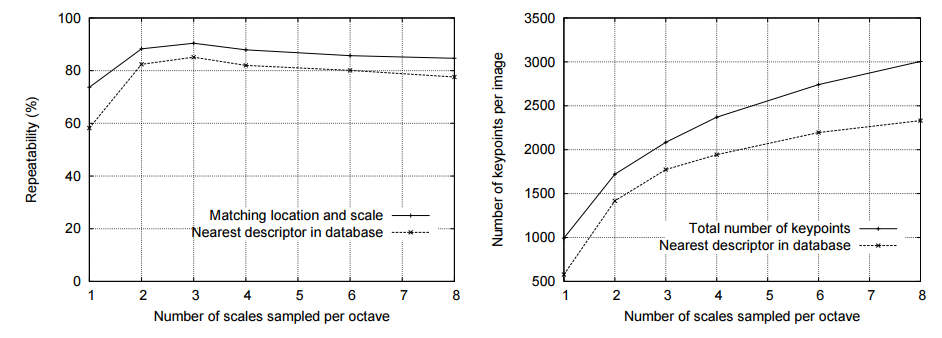 100
80
60
40
20
0
Repeatability (%)
Matching location and scale
Nearest descriptor in database
1 2 3 4 5 6 7 8
Number of scales sampled per octave
3500
3000
2500
2000
1500
1000
500
Number of keypoints per image
Total number of keypoints
Nearest descriptor in database
1 2 3 4 5 6 7 8
Number of scales sampled per octave